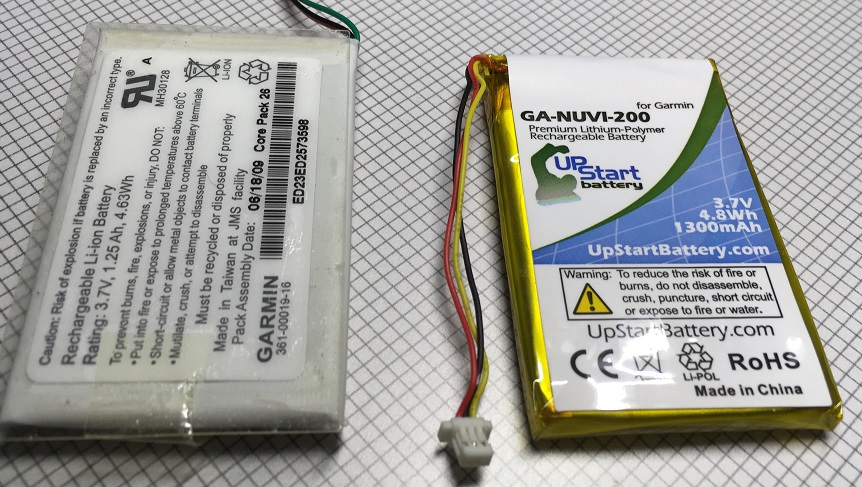 Caution: Risk of explosion if battery is replaced by an incorrect type.
Rechargeable Li-ion Battery
Rating: 3.7V, 1.25 Ah, 4.63Wh
To prevent burns, fire, explosions, or injury, DO NOT:
• Put into fire or expose to prolonged temperatures above 60°C
• Short-circuit or allow metal objects to contact battery terminals
• Mutilate, crush, or attempt to disassemble
Must be recycled or disposed of properly
Made in Taiwan at JMS facility
Pack Assembly Date: 06/18/09 Core Pack 26
GARMIN
361-00019-16
ED23ED2573598
A
MH30128
LI-ION
for Garmin
GA-NUVI-200
Premium Lithium-Polymer
Rechargeable Battery
UPStart
battery
3.7V
4.8Wh
1300mAh
UpStartBattery.com
Warning: To reduce the risk of fire or
burns, do not disassemble,
crush, puncture, short circuit
or expose to fire or water.
UpStartBattery.com
CE
LI-POL
RoHS
Made in China